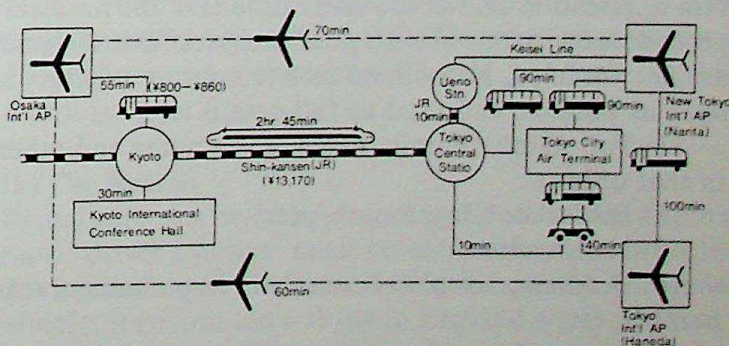 70min
Keisei Line
55min
(¥800-¥860)
Osaka
Int'l AP
2hr 45min
Ueno
Stn.
90min
JR
10min
90min
New Tokyo
Int'l AP
(Narita)
Kyoto
Shin-kansen(JR)
(¥13,170)
Tokyo
Central
Statio
Tokyo City
Air Terminal
30min
Kyoto International
Conference Hall
100min
10min
40min
60min
Tokyo
Int'l AP
(Haneda)